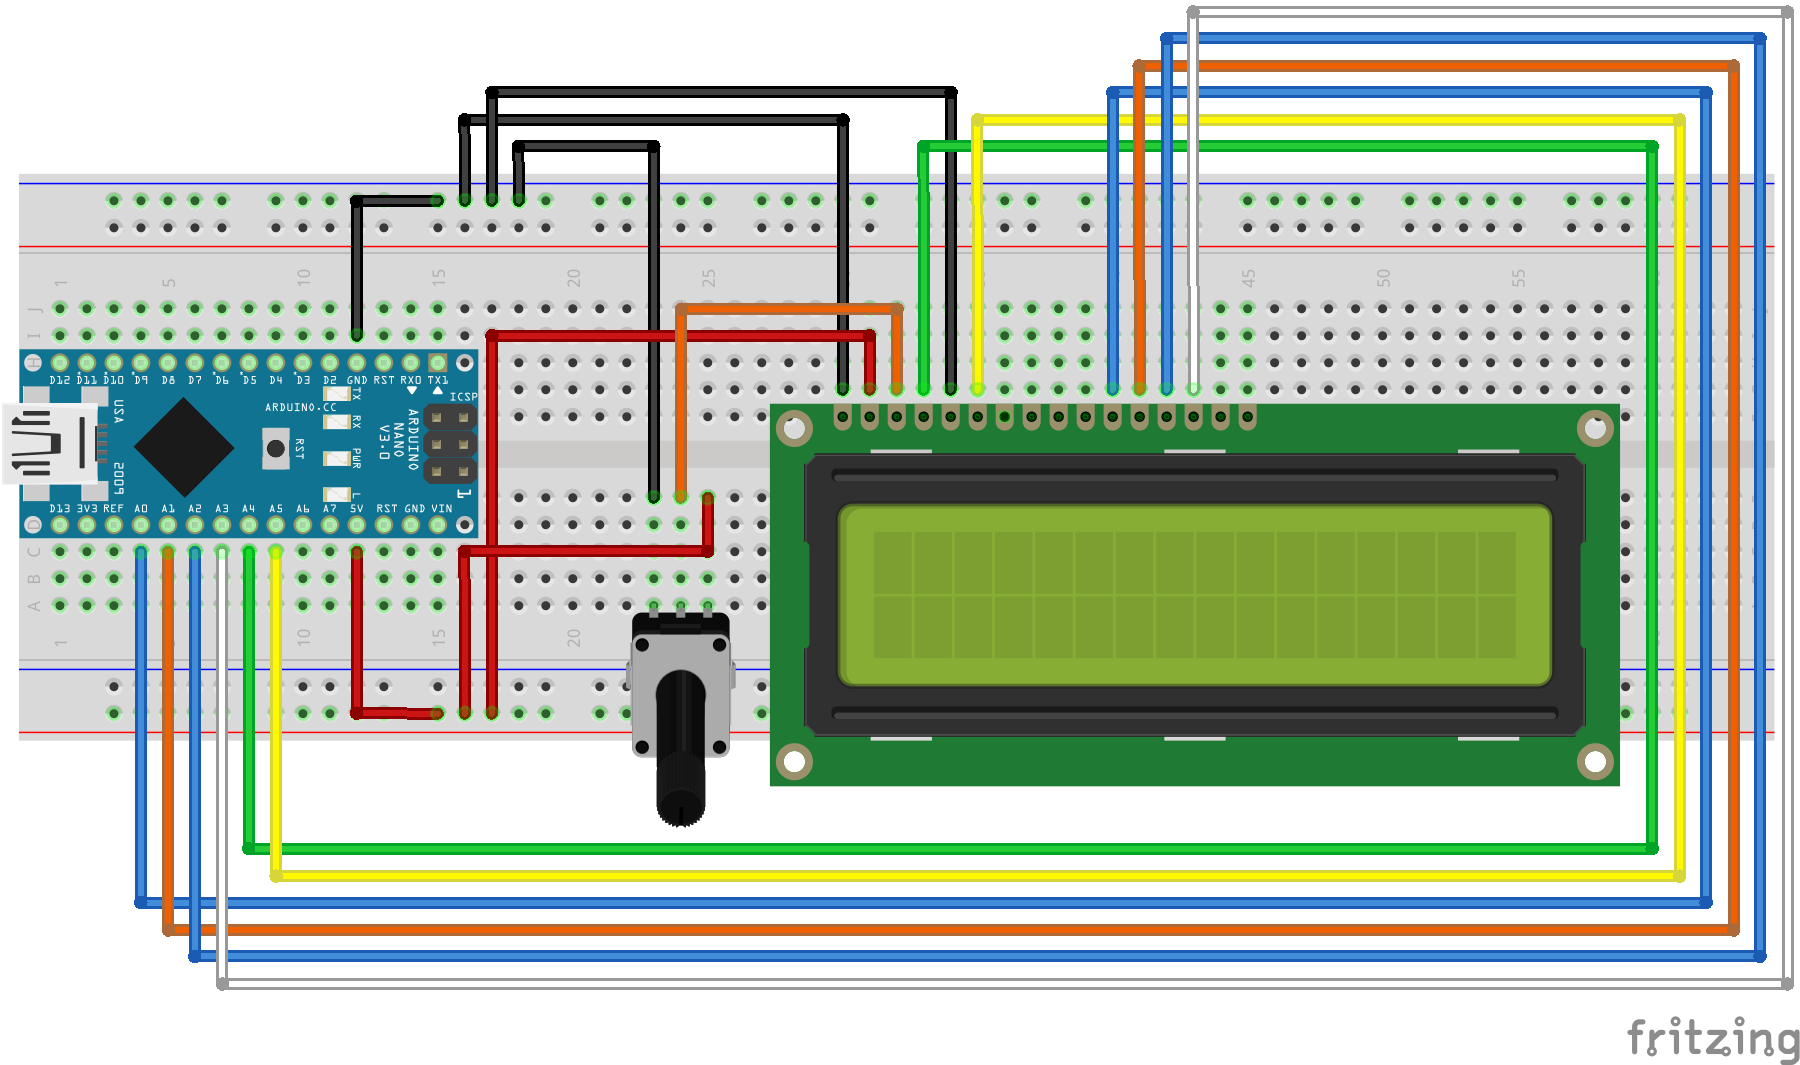 1 5 10 15 20 25 45 50 55
J
I
H
D12 D11 D10 D9 D8 D7 D6 D5 D4 D3 D2 GND RST RX0 TX1
ARDUINO.CC
TX
RX
PWR
L
ICSP
USA
2009
RST
ARDUINO
NANO
V3.0
1
D13 3V3 REF A0 A1 A2 A3 A4 A5 A6 A7 5V RST GND VIN
D
C
B
A
1 10 15 20
fritzing